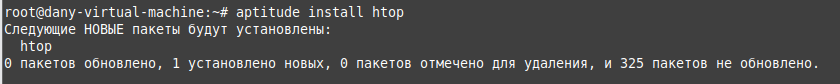 root@dany-virtual-machine:~# aptitude install htop
Следующие НОВЫЕ пакеты будут установлены:
htop
0 пакетов обновлено, 1 установлено новых, 0 пакетов отмечено для удаления, и 325 пакетов не обновлено.